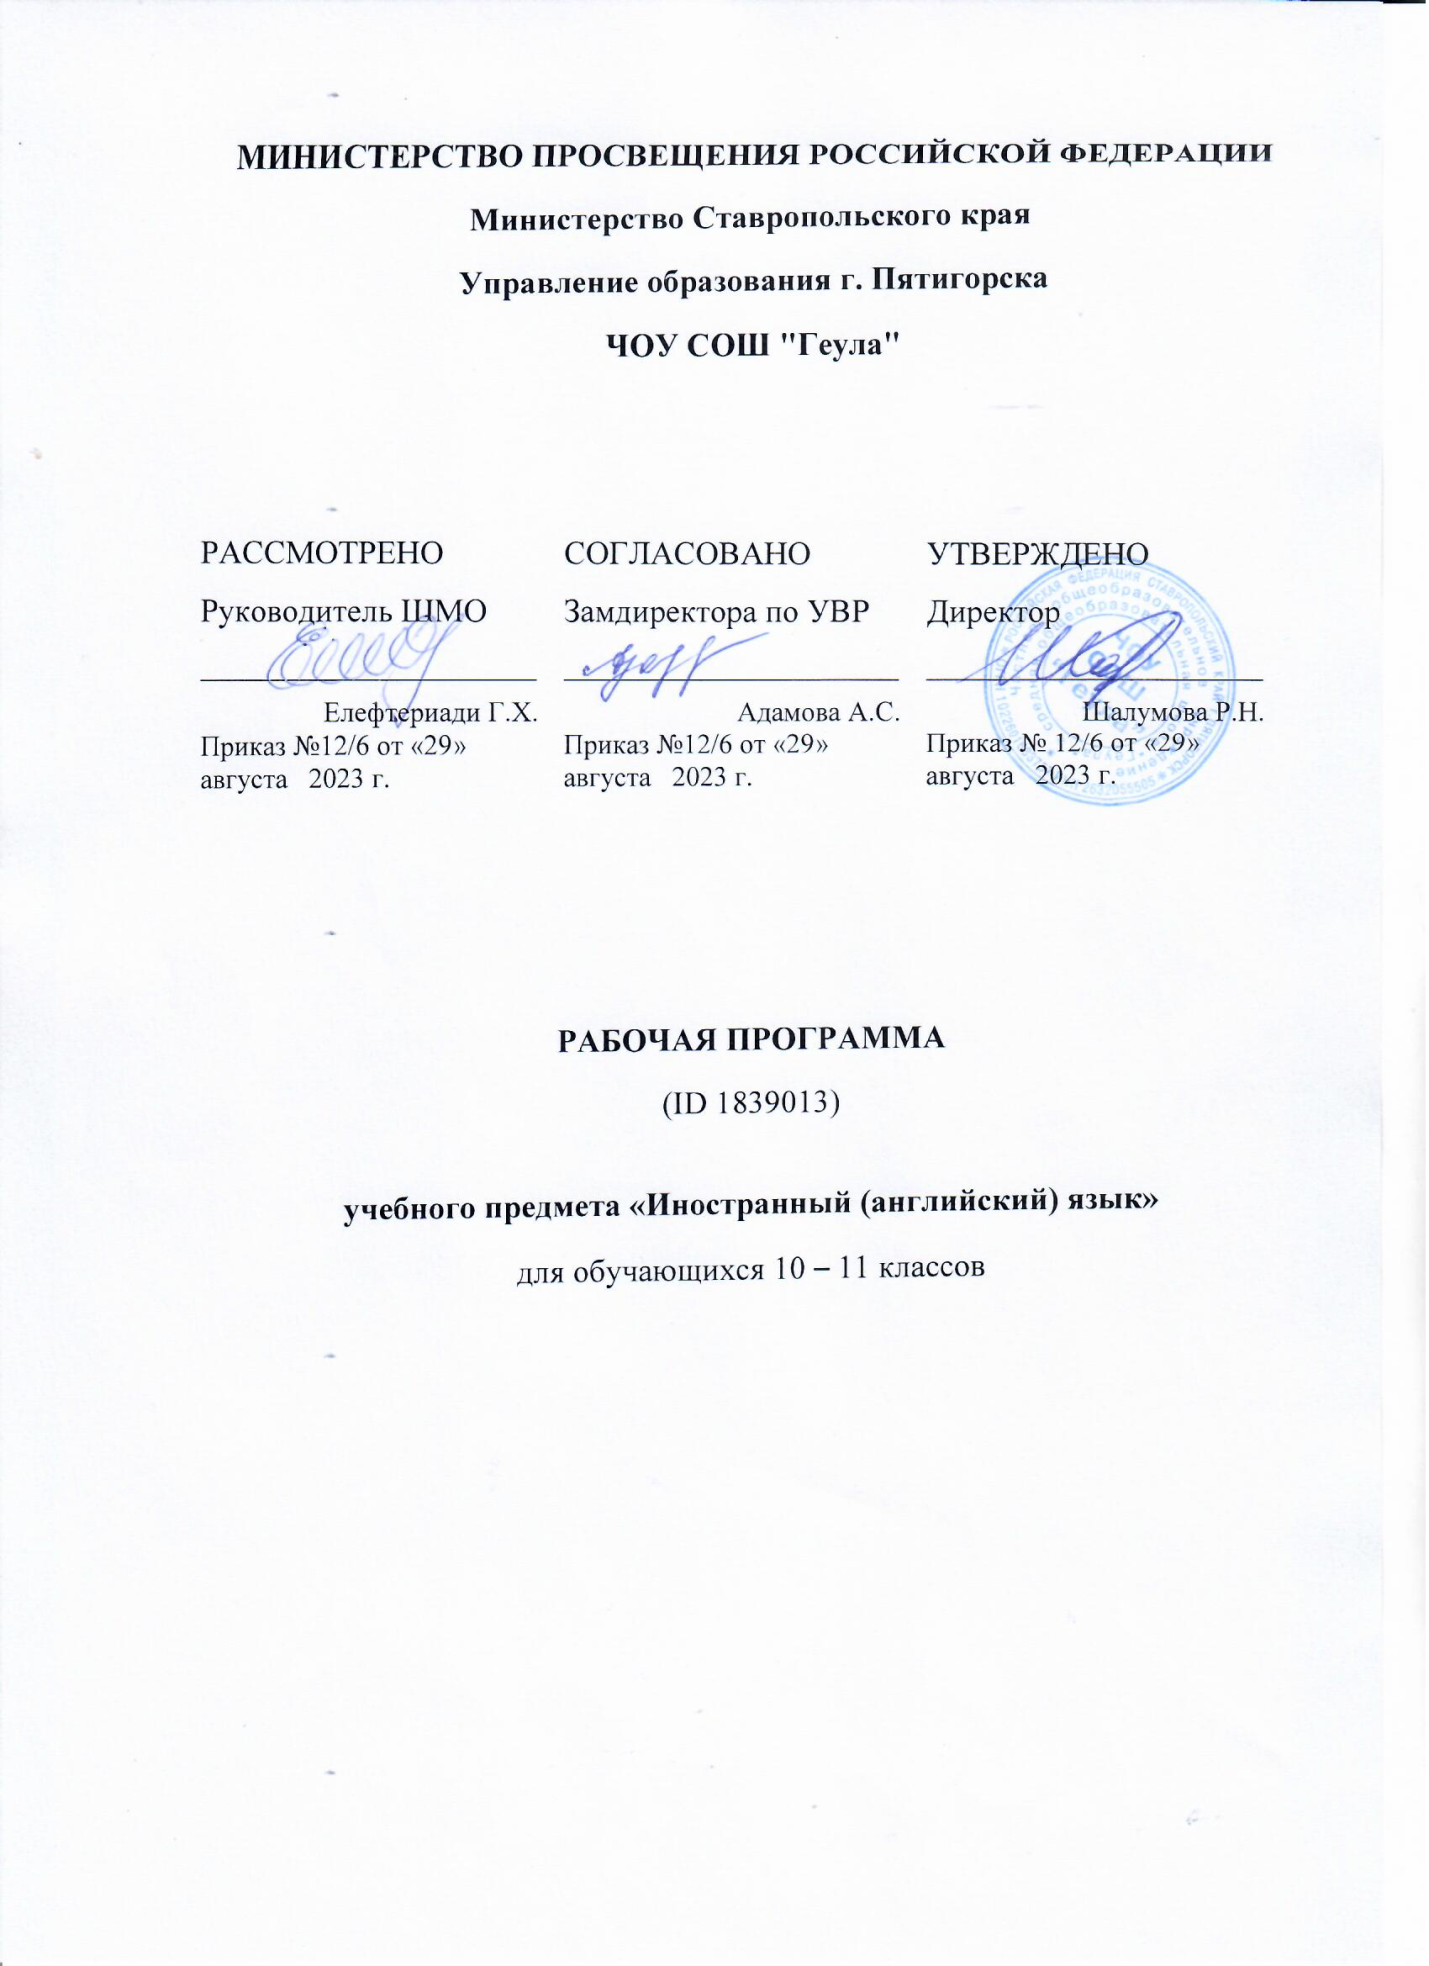 МИНИСТЕРСТВО ПРОСВЕЩЕНИЯ РОССИЙСКОЙ ФЕДЕРАЦИИ
Министерство Ставропольского края
Управление образования г. Пятигорска
ЧОУ СОШ "Геула"
РАССМОТРЕНО
Руководитель ШМО
Елефтериади Г.Х.
Приказ №12/6 от «29»
августа 2023 г.
СОГЛАСОВАНО
Замдиректора по УВР
Адамова А.С.
Приказ №12/6 от «29»
августа 2023 г.
УТВЕРЖДЕНО
Директор
Шалумова Р.Н.
Приказ № 12/6 от «29»
августа 2023 г.
РАБОЧАЯ ПРОГРАММА
(ID 1839013)
учебного предмета «Иностранный (английский) язык»
для обучающихся 10 – 11 классов